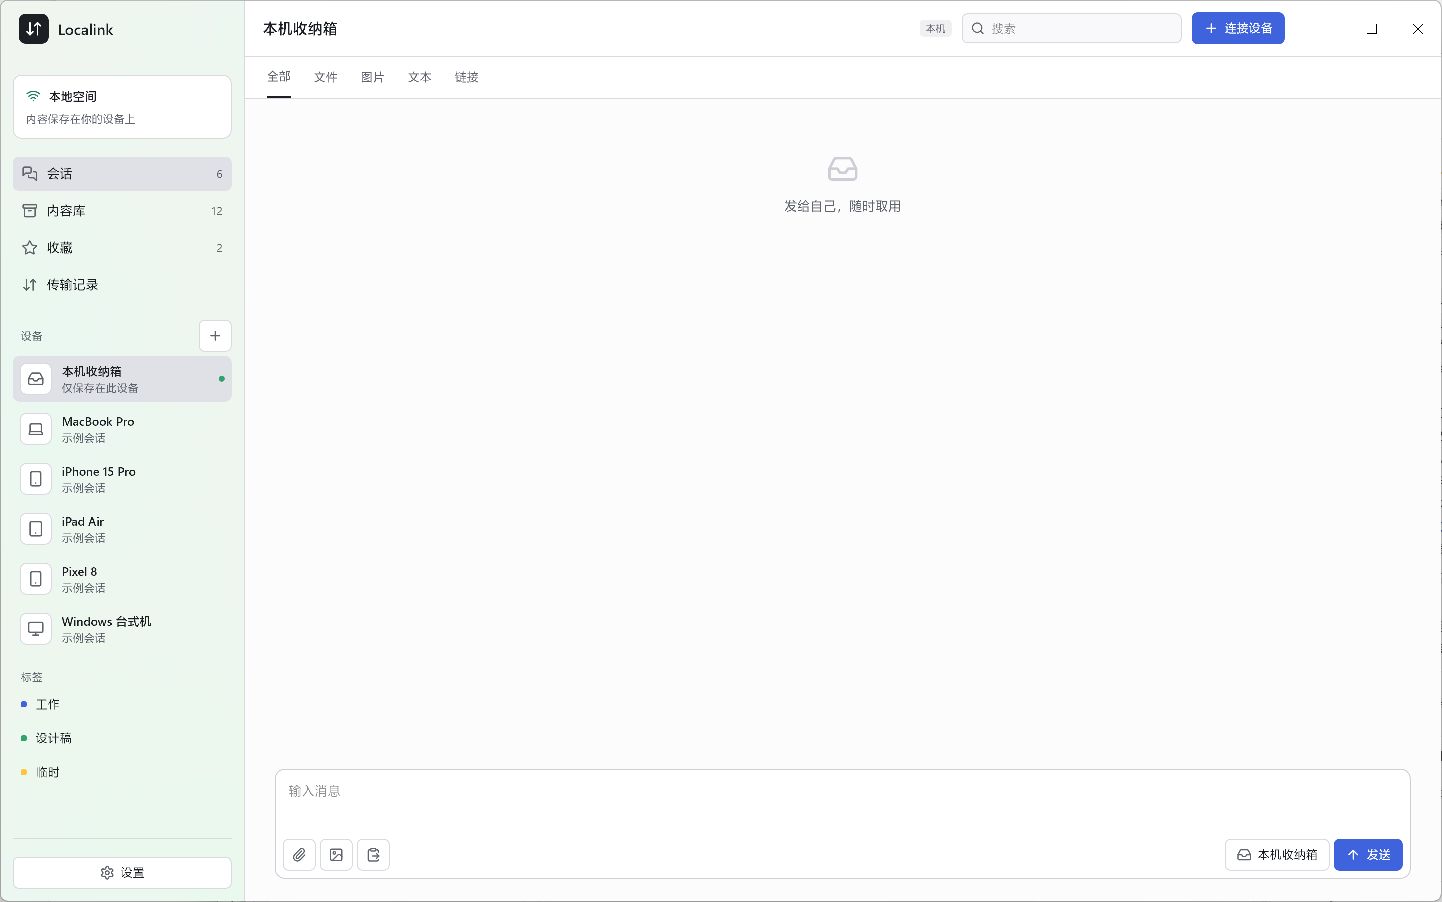 Localink
本地空间
内容保存在你的设备上
会话 6
内容库 12
收藏 2
传输记录
设备
本机收纳箱
仅保存在此设备
MacBook Pro
示例会话
iPhone 15 Pro
示例会话
iPad Air
示例会话
Pixel 8
示例会话
Windows 台式机
示例会话
标签
工作
设计稿
临时
设置
本机收纳箱
本机
搜索
连接设备
全部 文件 图片 文本 链接
发给自己，随时取用
输入消息
本机收纳箱
发送